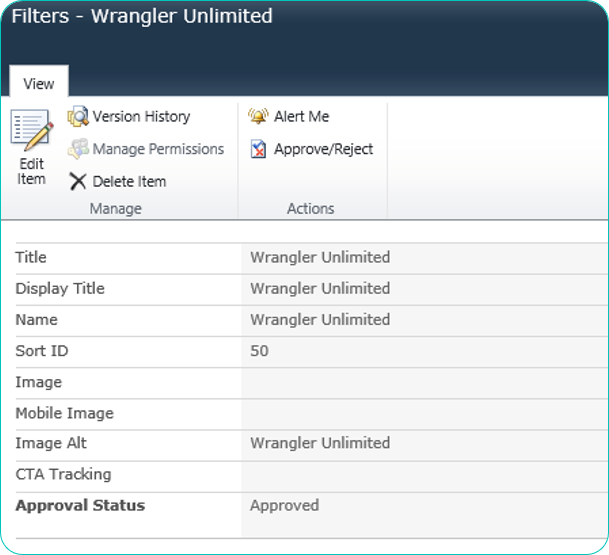 Filters - Wrangler Unlimited
View
Edit Item
Version History
Manage Permissions
Delete Item
Manage
Alert Me
Approve/Reject
Actions
Title Wrangler Unlimited
Display Title Wrangler Unlimited
Name Wrangler Unlimited
Sort ID 50
Image
Mobile Image
Image Alt Wrangler Unlimited
CTA Tracking
Approval Status Approved